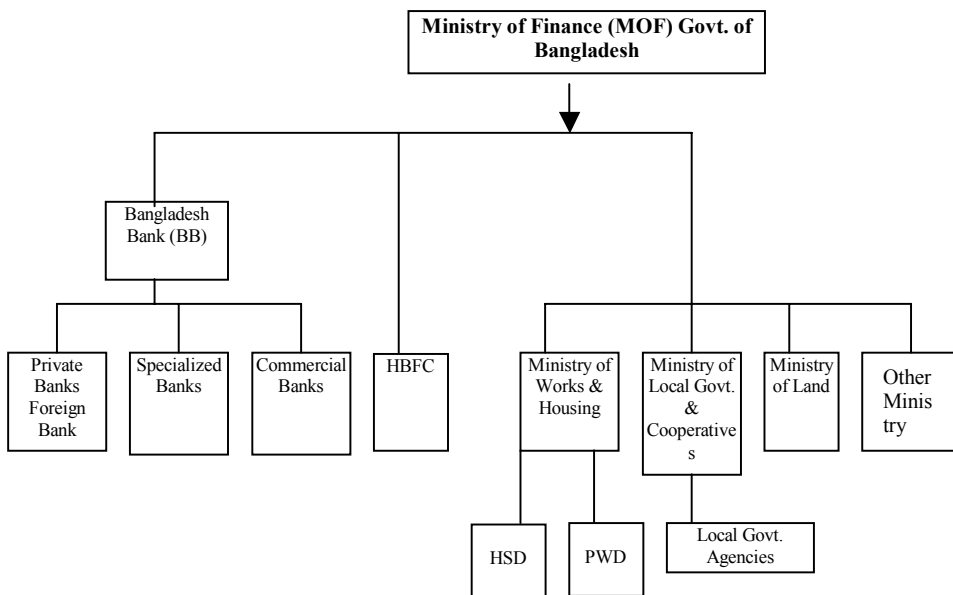 Ministry of Finance (MOF) Govt. of
Bangladesh
Bangladesh
Bank (BB)
Private
Banks
Foreign
Bank
Specialized
Banks
Commercial
Banks
HBFC
Ministry of
Works &
Housing
Ministry of
Local Govt.
&
Cooperative
s
Ministry
of Land
Other
Minis
try
HSD
PWD
Local Govt.
Agencies